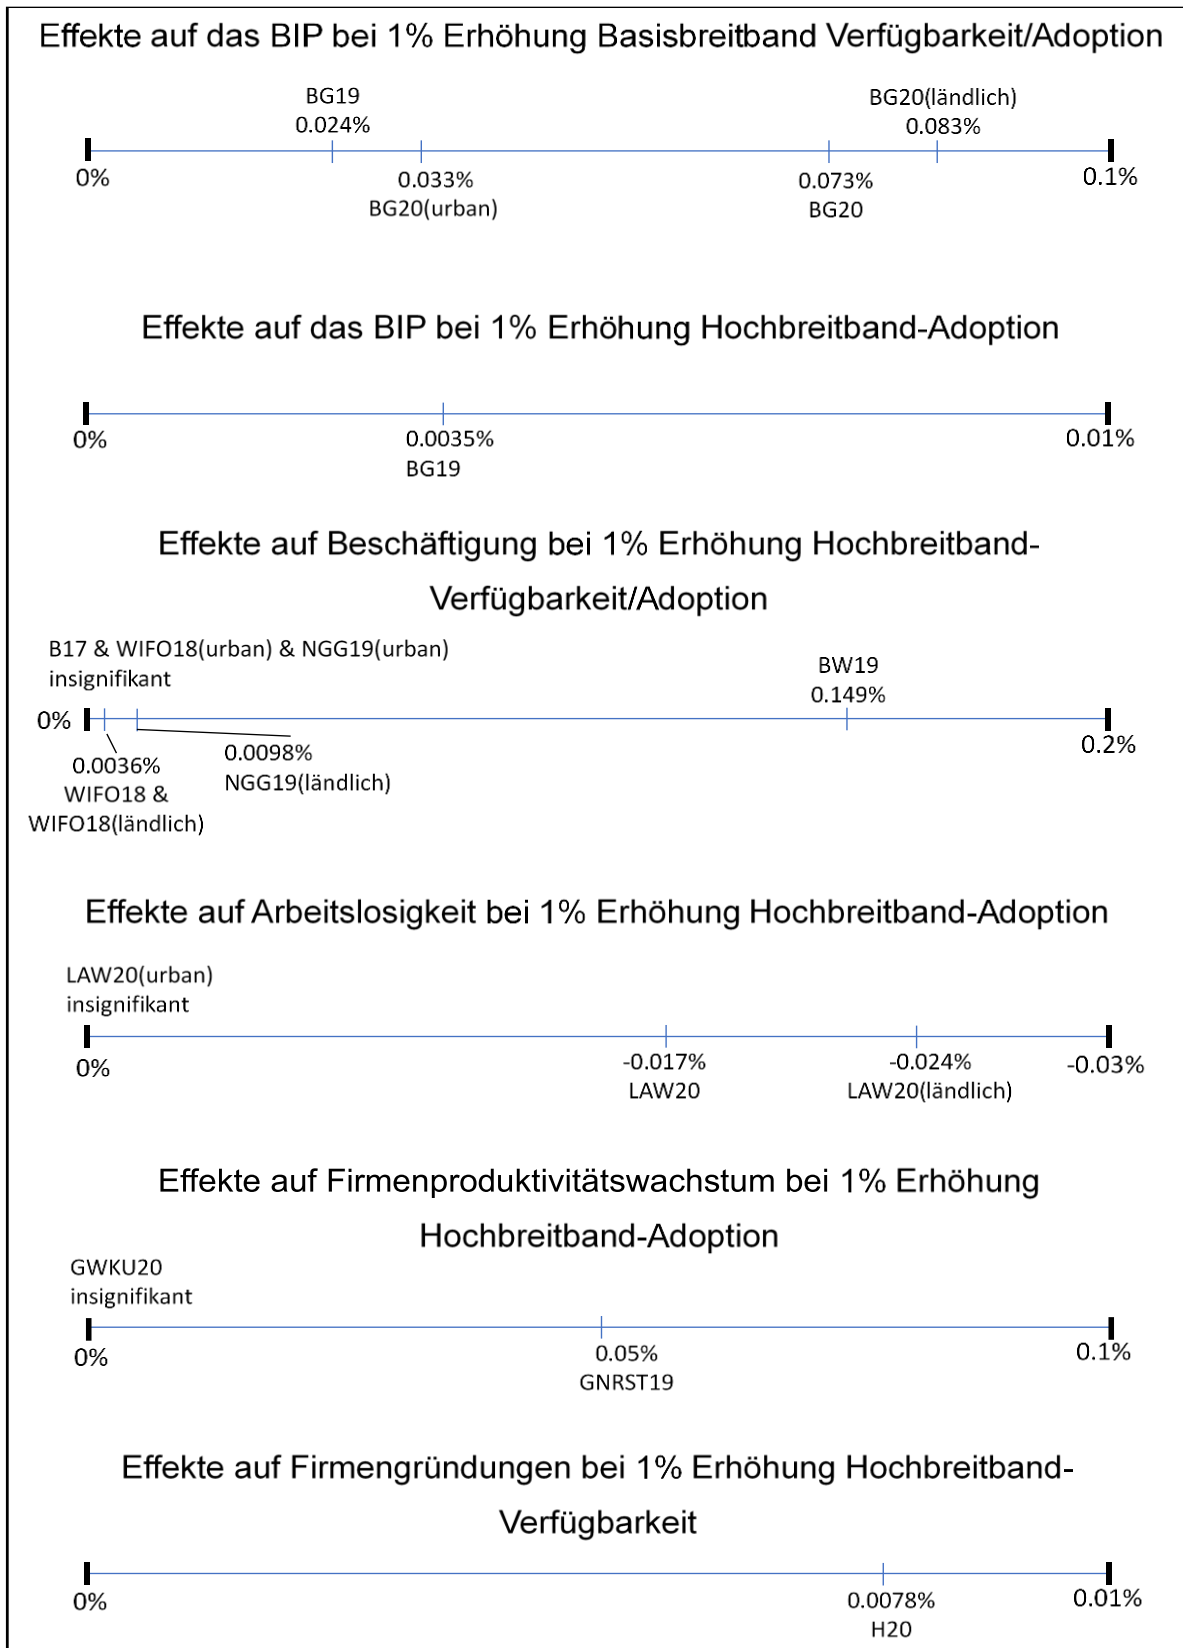 Effekte auf das BIP bei 1% Erhöhung Basisbreitband Verfügbarkeit/Adoption
BG19
0.024%
BG20(ländlich)
0.083%
0%
0.033%
BG20(urban)
0.073%
BG20
0.1%
Effekte auf das BIP bei 1% Erhöhung Hochbreitband-Adoption
0%
0.0035%
BG19
0.01%
Effekte auf Beschäftigung bei 1% Erhöhung Hochbreitband-
Verfügbarkeit/Adoption
B17 & WIFO18(urban) & NGG19(urban)
insignifikant
BW19
0.149%
0%
0.2%
0.0036%
WIFO18 &
WIFO18(ländlich)
0.0098%
NGG19(ländlich)
Effekte auf Arbeitslosigkeit bei 1% Erhöhung Hochbreitband-Adoption
LAW20(urban)
insignifikant
0%
-0.017%
LAW20
-0.024%
LAW20(ländlich)
-0.03%
Effekte auf Firmenproduktivitätswachstum bei 1% Erhöhung
Hochbreitband-Adoption
GWKU20
insignifikant
0%
0.05%
GNRST19
0.1%
Effekte auf Firmengründungen bei 1% Erhöhung Hochbreitband-
Verfügbarkeit
0%
0.0078%
H20
0.01%